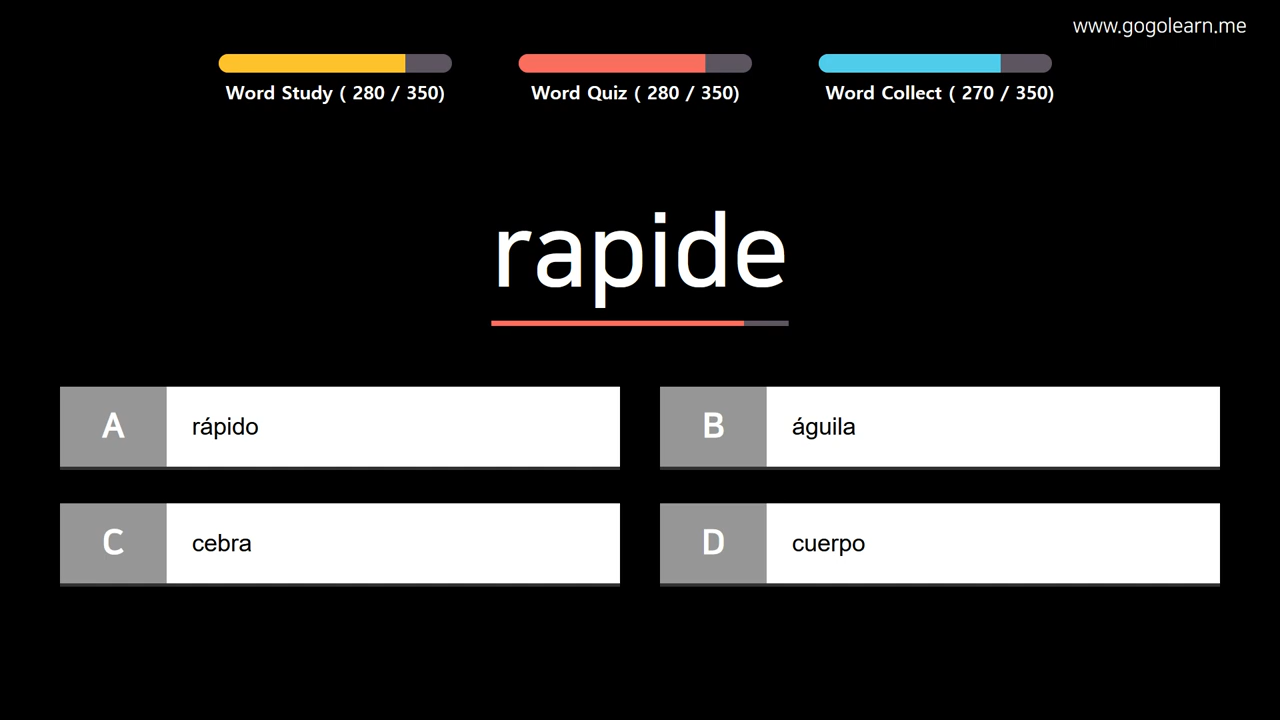 www.gogolearn.me
Word Study ( 280 / 350)
Word Quiz ( 280 / 350)
Word Collect ( 270 / 350)
rapide
A rápido
B águila
C cebra
D cuerpo